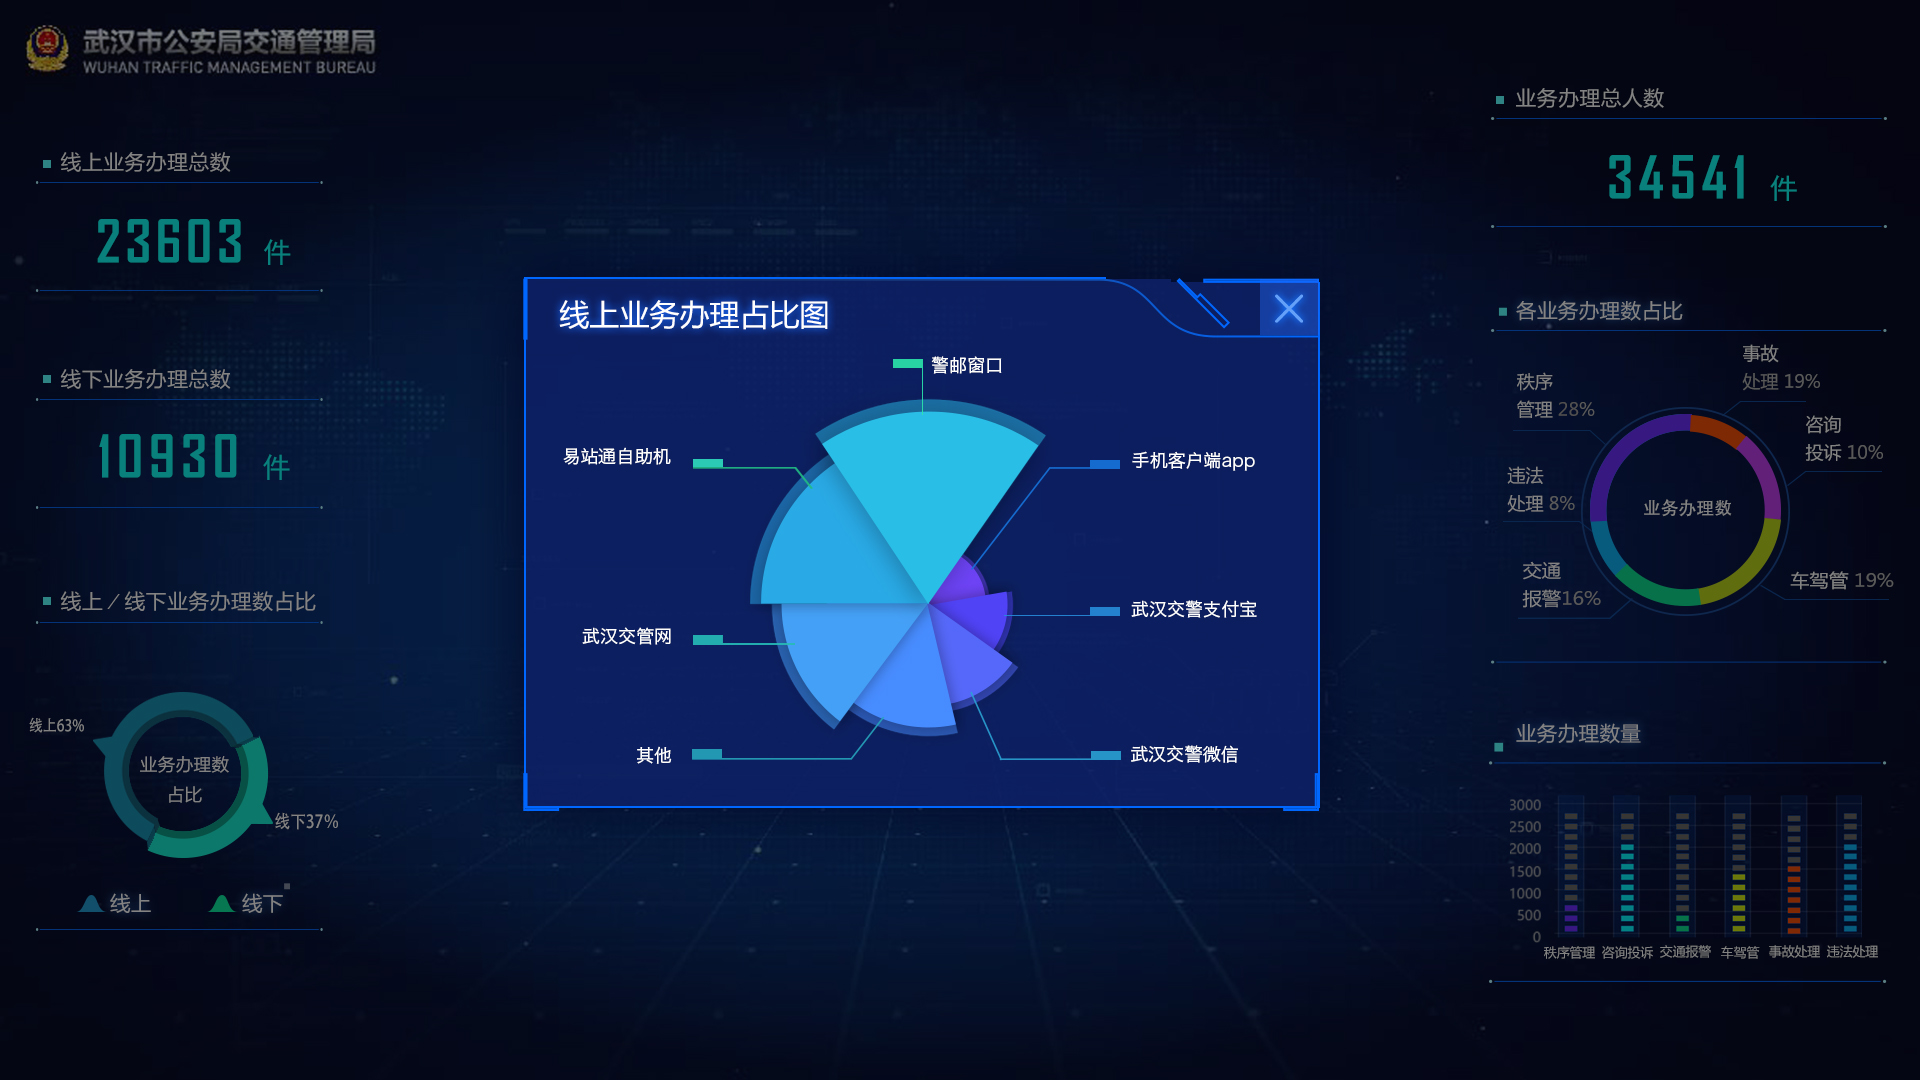 武汉市公安局交通管理局
WUHAN TRAFFIC MANAGEMENT BUREAU
线上业务办理总数
23603 件
线下业务办理总数
10930 件
线上/线下业务办理数占比
线上63%
业务办理数
占比
线下37%
线上
线下
线上业务办理占比图
警邮窗口
易站通自助机
手机客户端app
武汉交管网
武汉交警支付宝
其他
武汉交警微信
业务办理总人数
34541 件
各业务办理数占比
事故
处理 19%
秩序
管理 28%
咨询
投诉 10%
违法
处理 8%
业务办理数
交通
报警16%
车驾管 19%
业务办理数量
3000
2500
2000
1500
1000
500
0
秩序管理 咨询投诉 交通报警 车驾管 事故处理 违法处理